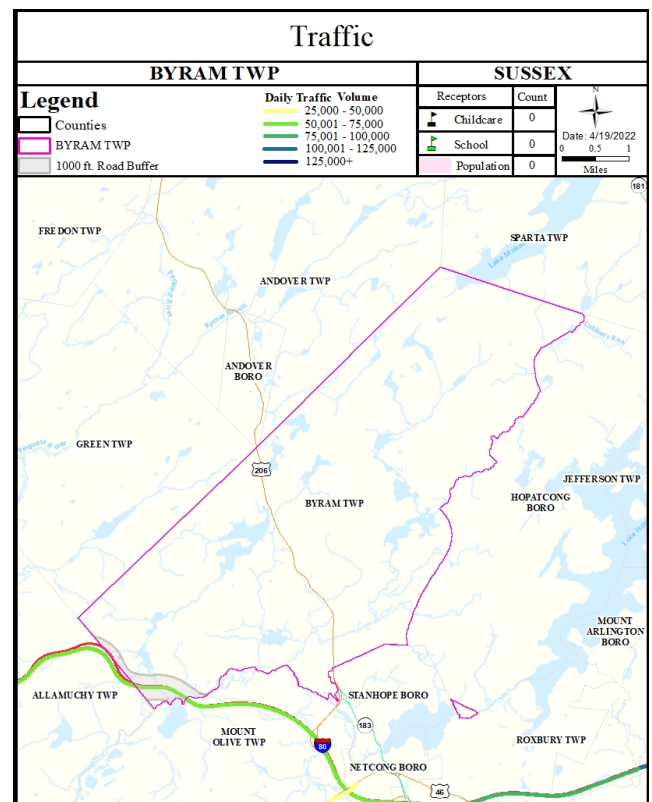 Traffic
BYRAM TWP
SUSSEX
Legend
Counties
BYRAM TWP
1000 ft. Road Buffer
Daily Traffic Volume
25,000 - 50,000
50,001 - 75,000
75,001 - 100,000
100,001 - 125,000
125,000+
Receptors Count
Childcare 0
School 0
Population 0
N
Date: 4/19/2022
0 0.5 1
Miles
181
FREDON TWP
SPARTA TWP
ANDOVER TWP
Lubbers Run
ANDOVER
BORO
GREEN TWP
206
BYRAM TWP
JEFFERSON TWP
HOPATCONG
BORO
MOUNT
ARLINGTON
BORO
ALLAMUCHY TWP
STANHOPE BORO
183
MOUNT
OLIVE TWP
ROXBURY TWP
80
NETCONG BORO
46